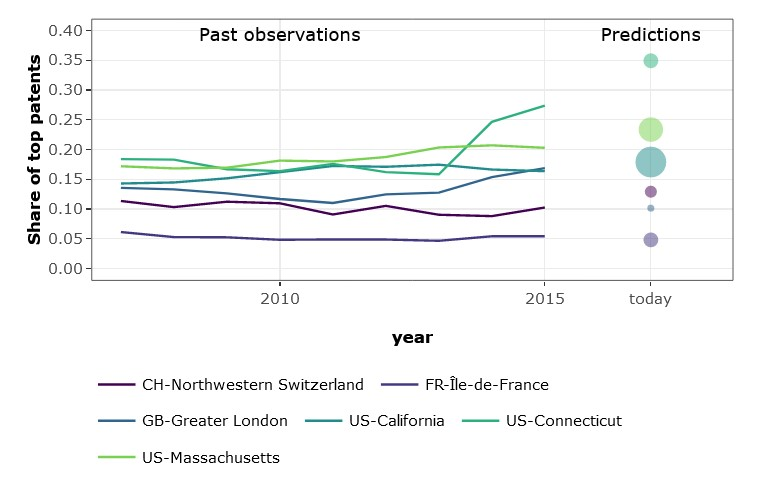 Past observations Predictions
0.40
0.35
0.30
0.25
0.20
0.15
0.10
0.05
0.00
Share of top patents
2010 2015 today
year
CH-Northwestern Switzerland FR-Île-de-France
GB-Greater London US-California US-Connecticut
US-Massachusetts